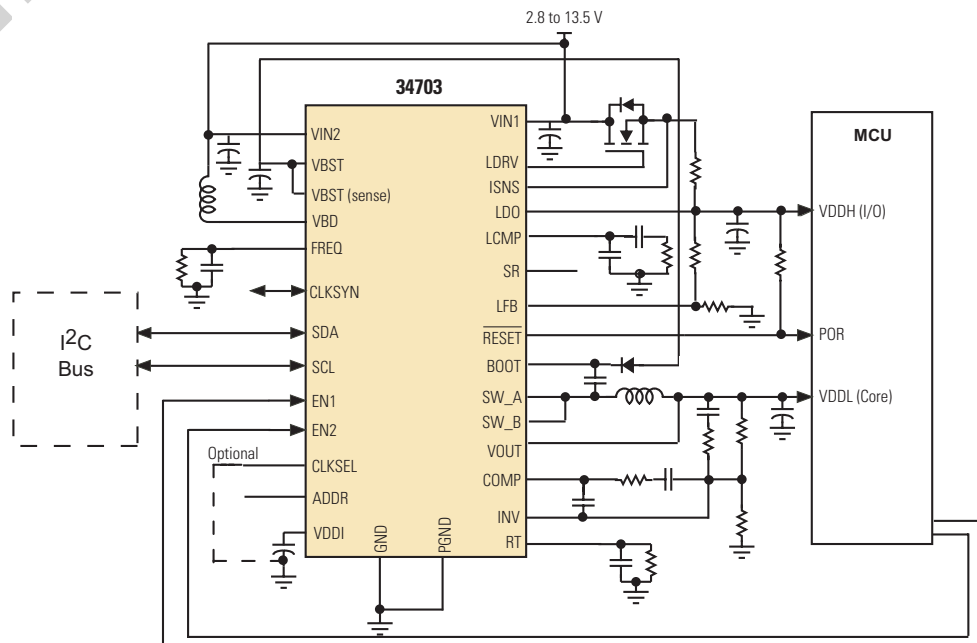 2.8 to 13.5 V
34703
VIN2
VBST
VBST (sense)
VBD
FREQ
CLKSYN
SDA
SCL
EN1
EN2
CLKSEL
ADDR
VDDI
GND
PGND
VIN1
LDRV
ISNS
LDO
LCMP
SR
LFB
RESET
BOOT
SW_A
SW_B
VOUT
COMP
INV
RT
I2C
Bus
Optional
MCU
VDDH (I/O)
POR
VDDL (Core)